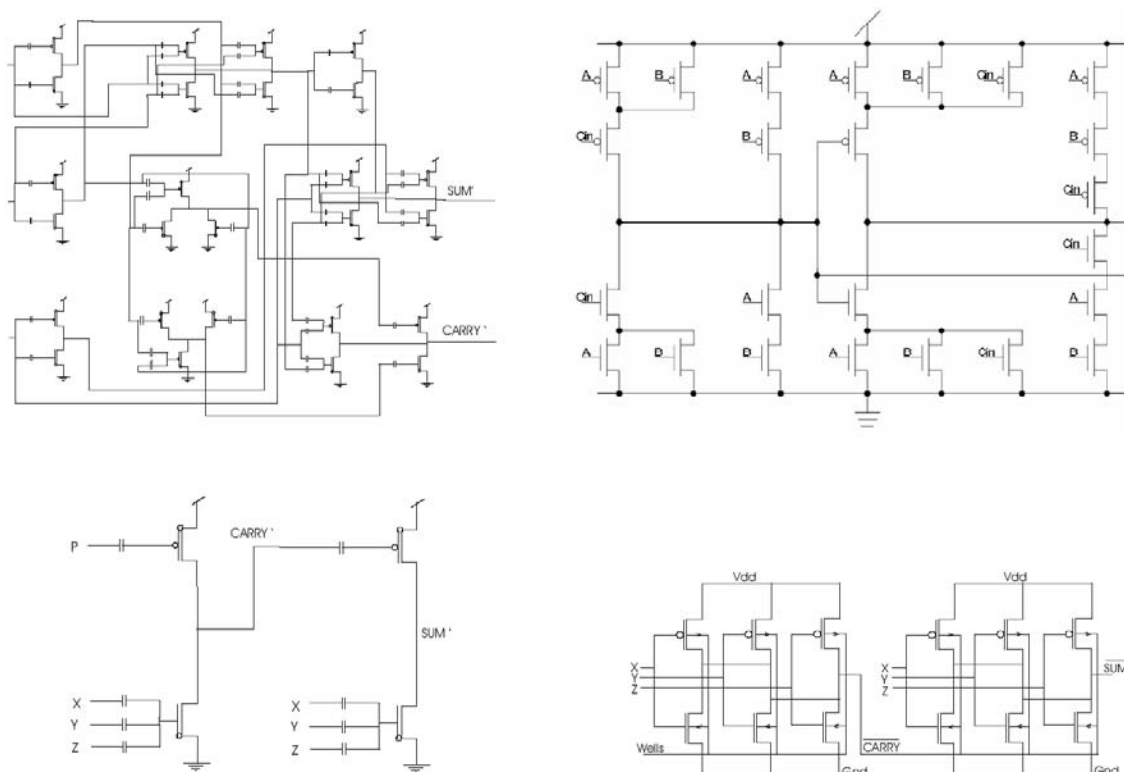 SUM'
CARRY '
A
B
A
A
B
Cin
A
Cin
B
B
Cin
Cin
Cin
A
A
A
D
D
A
D
Cin
D
P
CARRY '
SUM '
X
Y
Z
X
Y
Z
Vdd
Vdd
X
Y
Z
X
Y
Z
SUM
Wells
CARRY
Gnd
Gnd